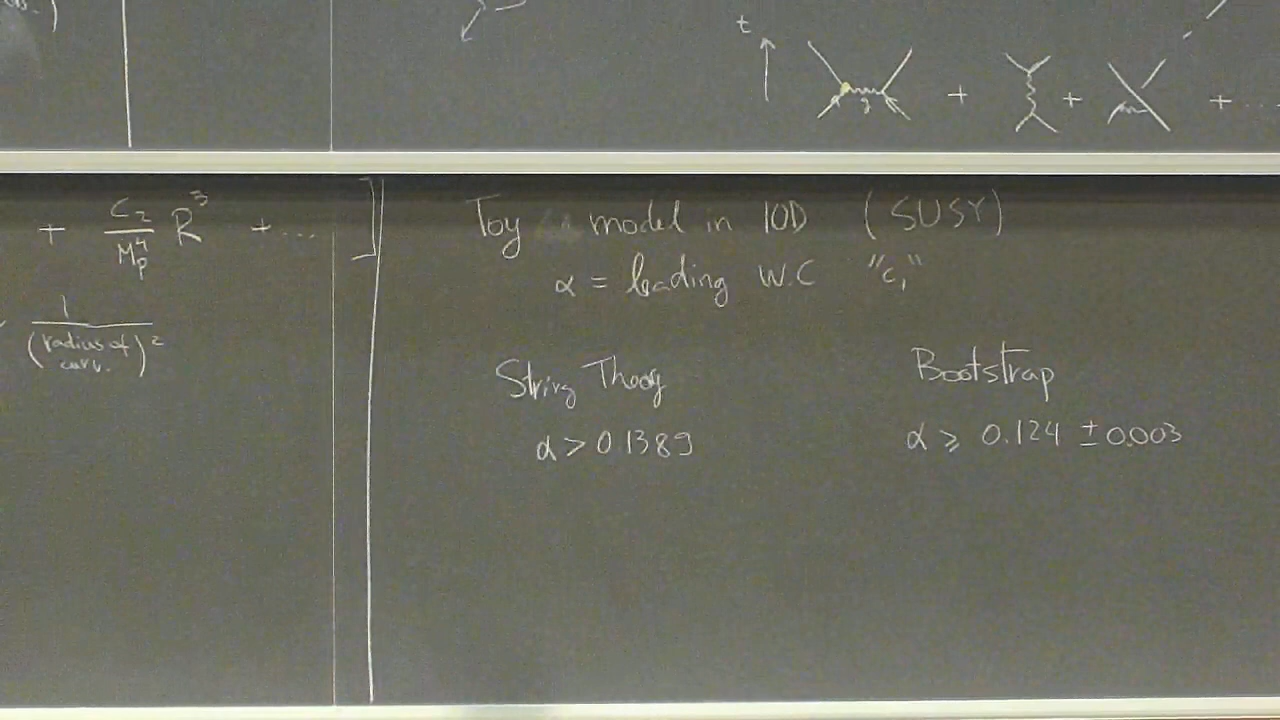 t
g
+ + + ...
+ C₂/Mₚ⁴ R³ + ... ]
1/(radius of curv.)²
Toy model in 10D (SUSY)
α = leading W.C "c₁"
String Theory
α > 0.1389
Bootstrap
α ⩾ 0.124 ± 0.003